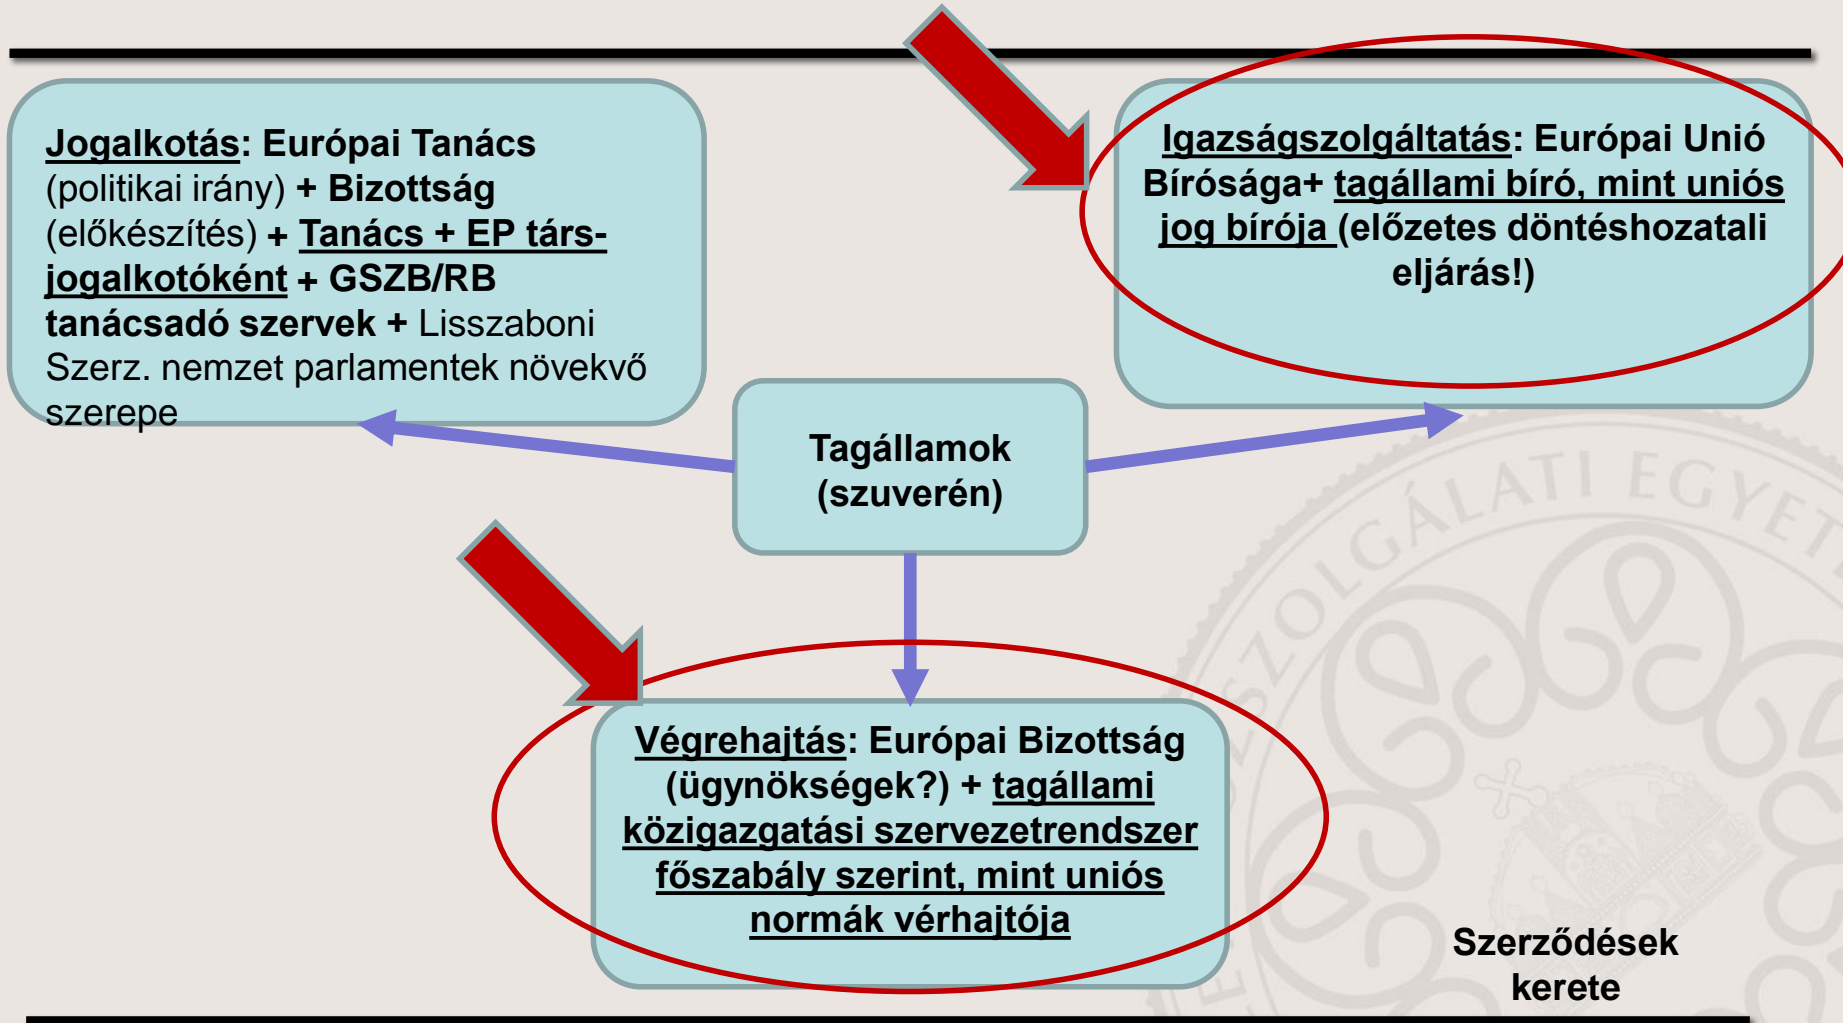 Jogalkotás: Európai Tanács
(politikai irány) + Bizottság
(előkészítés) + Tanács + EP társ-
jogalkotóként + GSZB/RB
tanácsadó szervek + Lisszaboni
Szerz. nemzet parlamentek növekvő
szerepe
Igazságszolgáltatás: Európai Unió
Bírósága+ tagállami bíró, mint uniós
jog bírója (előzetes döntéshozatali
eljárás!)
Tagállamok
(szuverén)
Végrehajtás: Európai Bizottság
(ügynökségek?) + tagállami
közigazgatási szervezetrendszer
főszabály szerint, mint uniós
normák vérhajtója
Szerződések
kerete